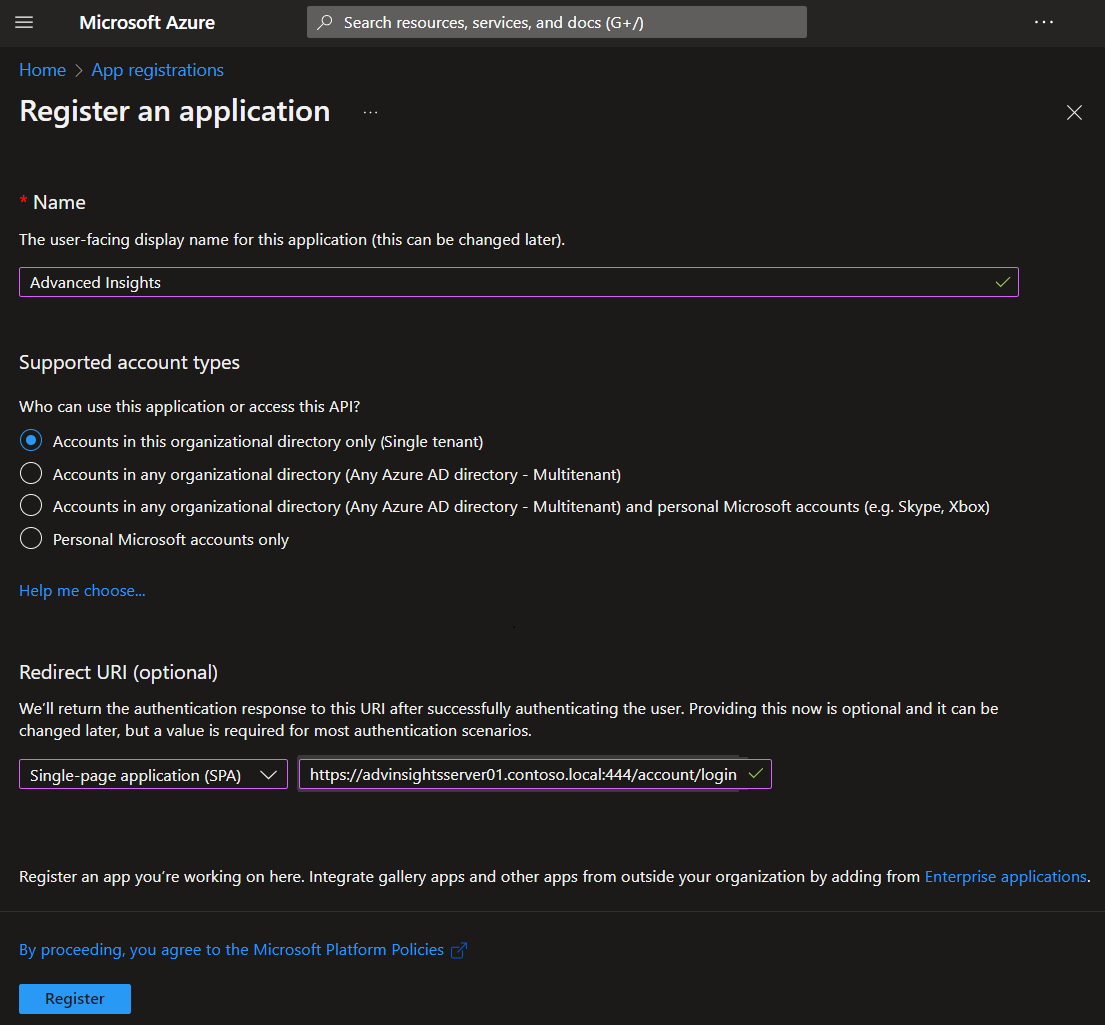 Microsoft Azure
Search resources, services, and docs (G+/)
...
Home > App registrations
Register an application ...
* Name
The user-facing display name for this application (this can be changed later).
Advanced Insights
Supported account types
Who can use this application or access this API?
Accounts in this organizational directory only (Single tenant)
Accounts in any organizational directory (Any Azure AD directory - Multitenant)
Accounts in any organizational directory (Any Azure AD directory - Multitenant) and personal Microsoft accounts (e.g. Skype, Xbox)
Personal Microsoft accounts only
Help me choose...
Redirect URI (optional)
We'll return the authentication response to this URI after successfully authenticating the user. Providing this now is optional and it can be
changed later, but a value is required for most authentication scenarios.
Single-page application (SPA)
https://advinsightsserver01.contoso.local:444/account/login
Register an app you're working on here. Integrate gallery apps and other apps from outside your organization by adding from Enterprise applications.
By proceeding, you agree to the Microsoft Platform Policies
Register